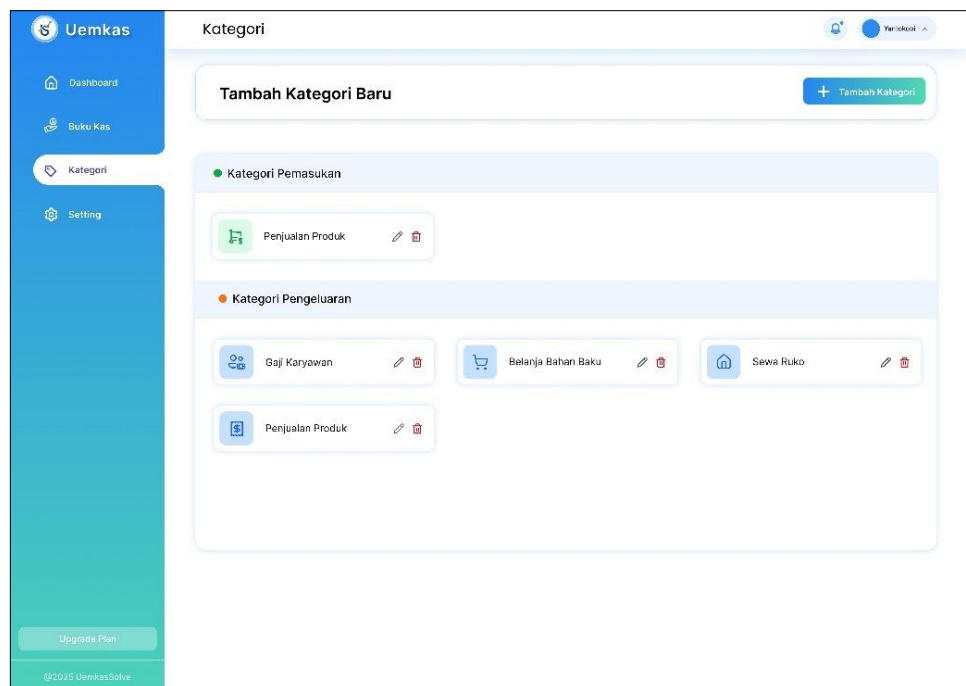 Uemkas
Kategori
Dashboard
Buku Kas
Kategori
Setting
Tambah Kategori Baru
Tambah Kategori
Kategori Pemasukan
Penjualan Produk
Kategori Pengeluaran
Gaji Karyawan
Belanja Bahan Baku
Sewa Ruko
Penjualan Produk
Upgrade Plan
@2025 UemkasSolve